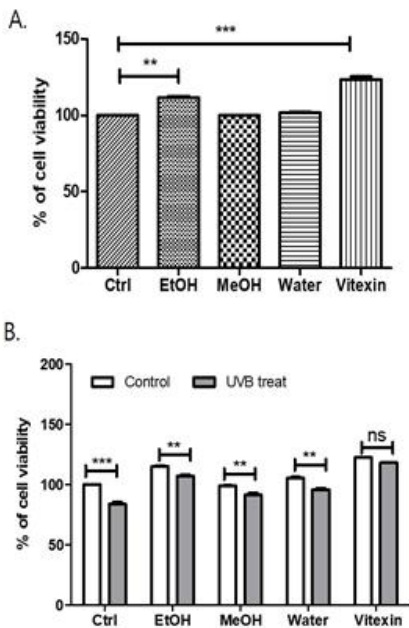 A.
***
**
150
100
50
0
% of cell viability
Ctrl EtOH MeOH Water Vitexin
B.
200
150
100
50
0
% of cell viability
Control UVB treat
*** ** ** ** ns
Ctrl EtOH MeOH Water Vitexin